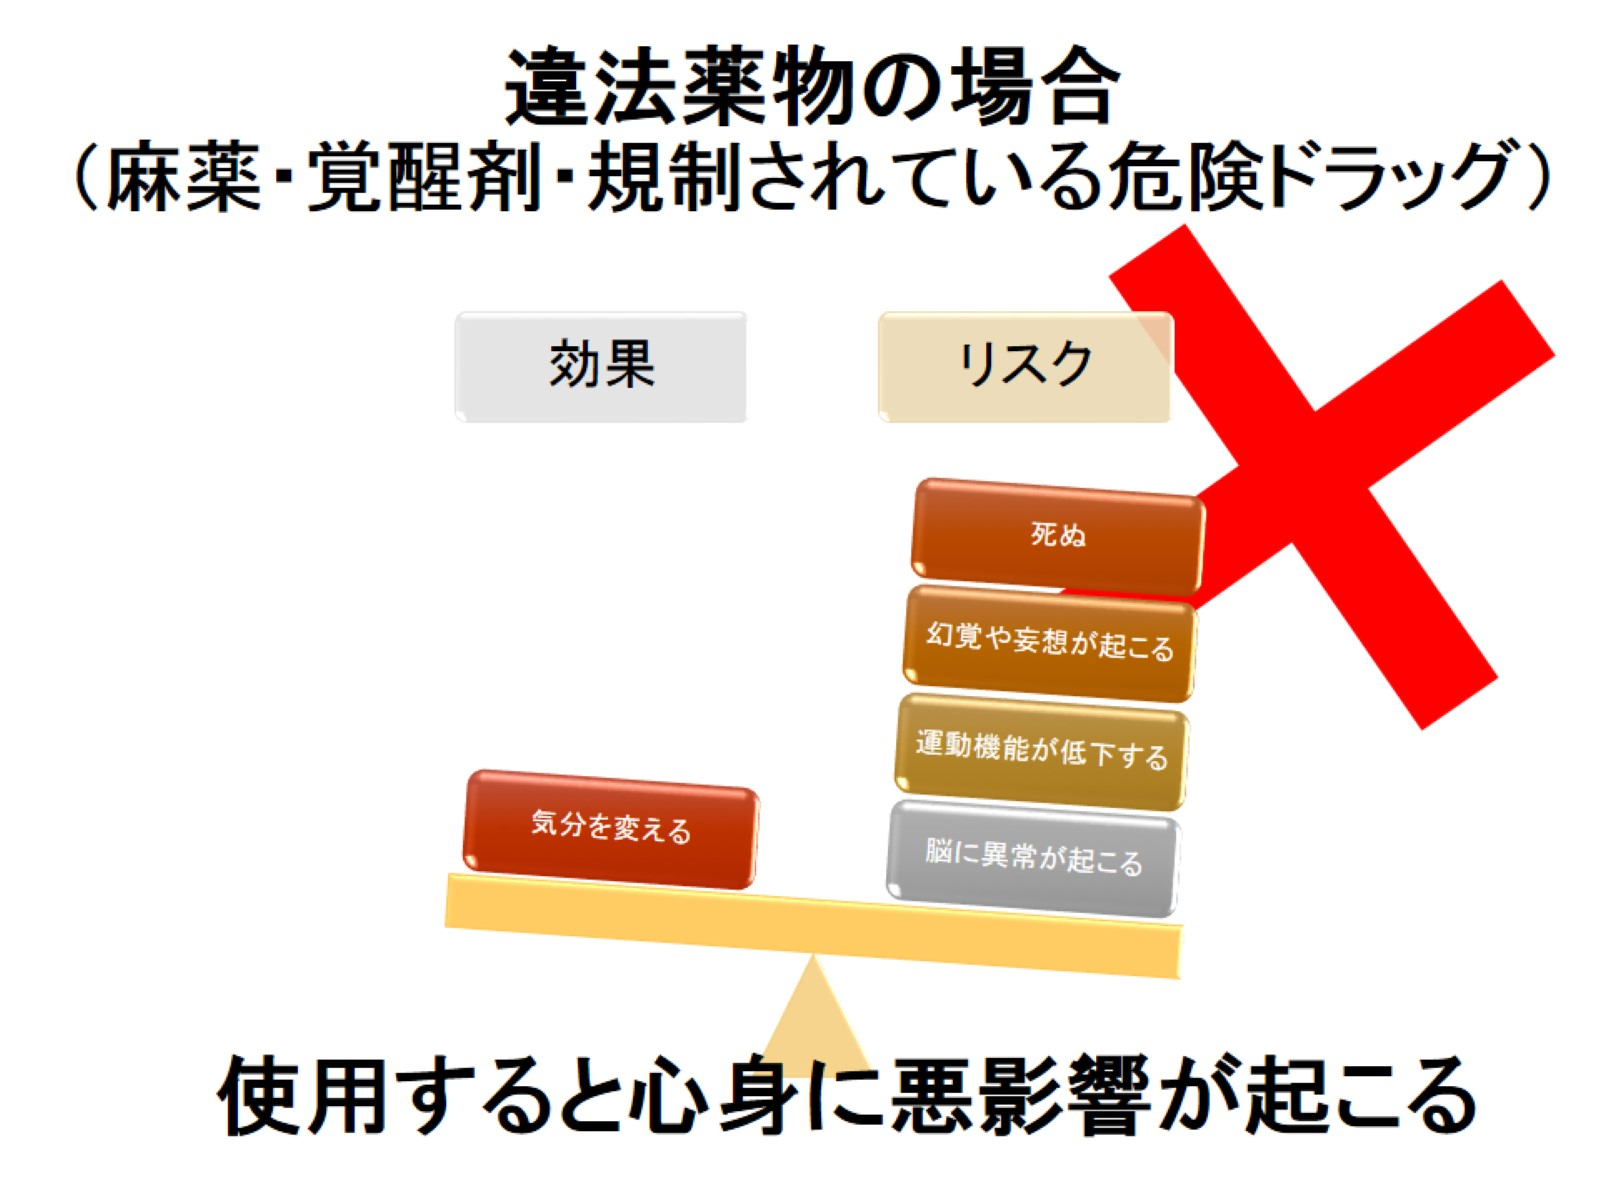 違法薬物の場合
（麻薬・覚醒剤・規制されている危険ドラッグ）
効果
リスク
死ぬ
幻覚や妄想が起こる
運動機能が低下する
脳に異常が起こる
気分を変える
使用すると心身に悪影響が起こる